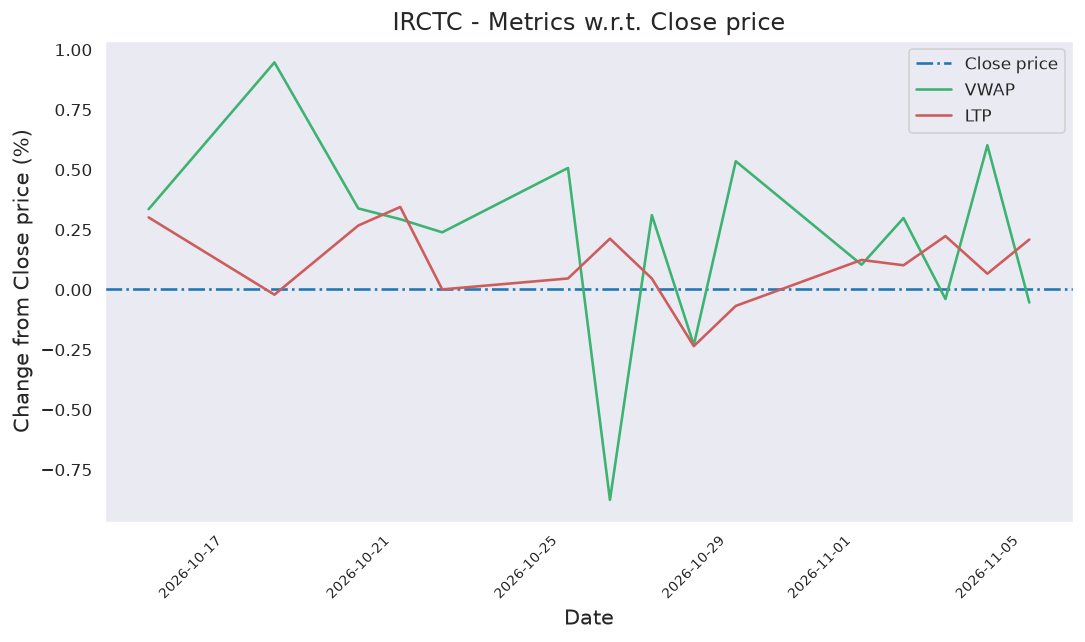 IRCTC - Metrics w.r.t. Close price
Close price
VWAP
LTP
Change from Close price (%)
1.00
0.75
0.50
0.25
0.00
−0.25
−0.50
−0.75
2026-10-17
2026-10-21
2026-10-25
2026-10-29
2026-11-01
2026-11-05
Date